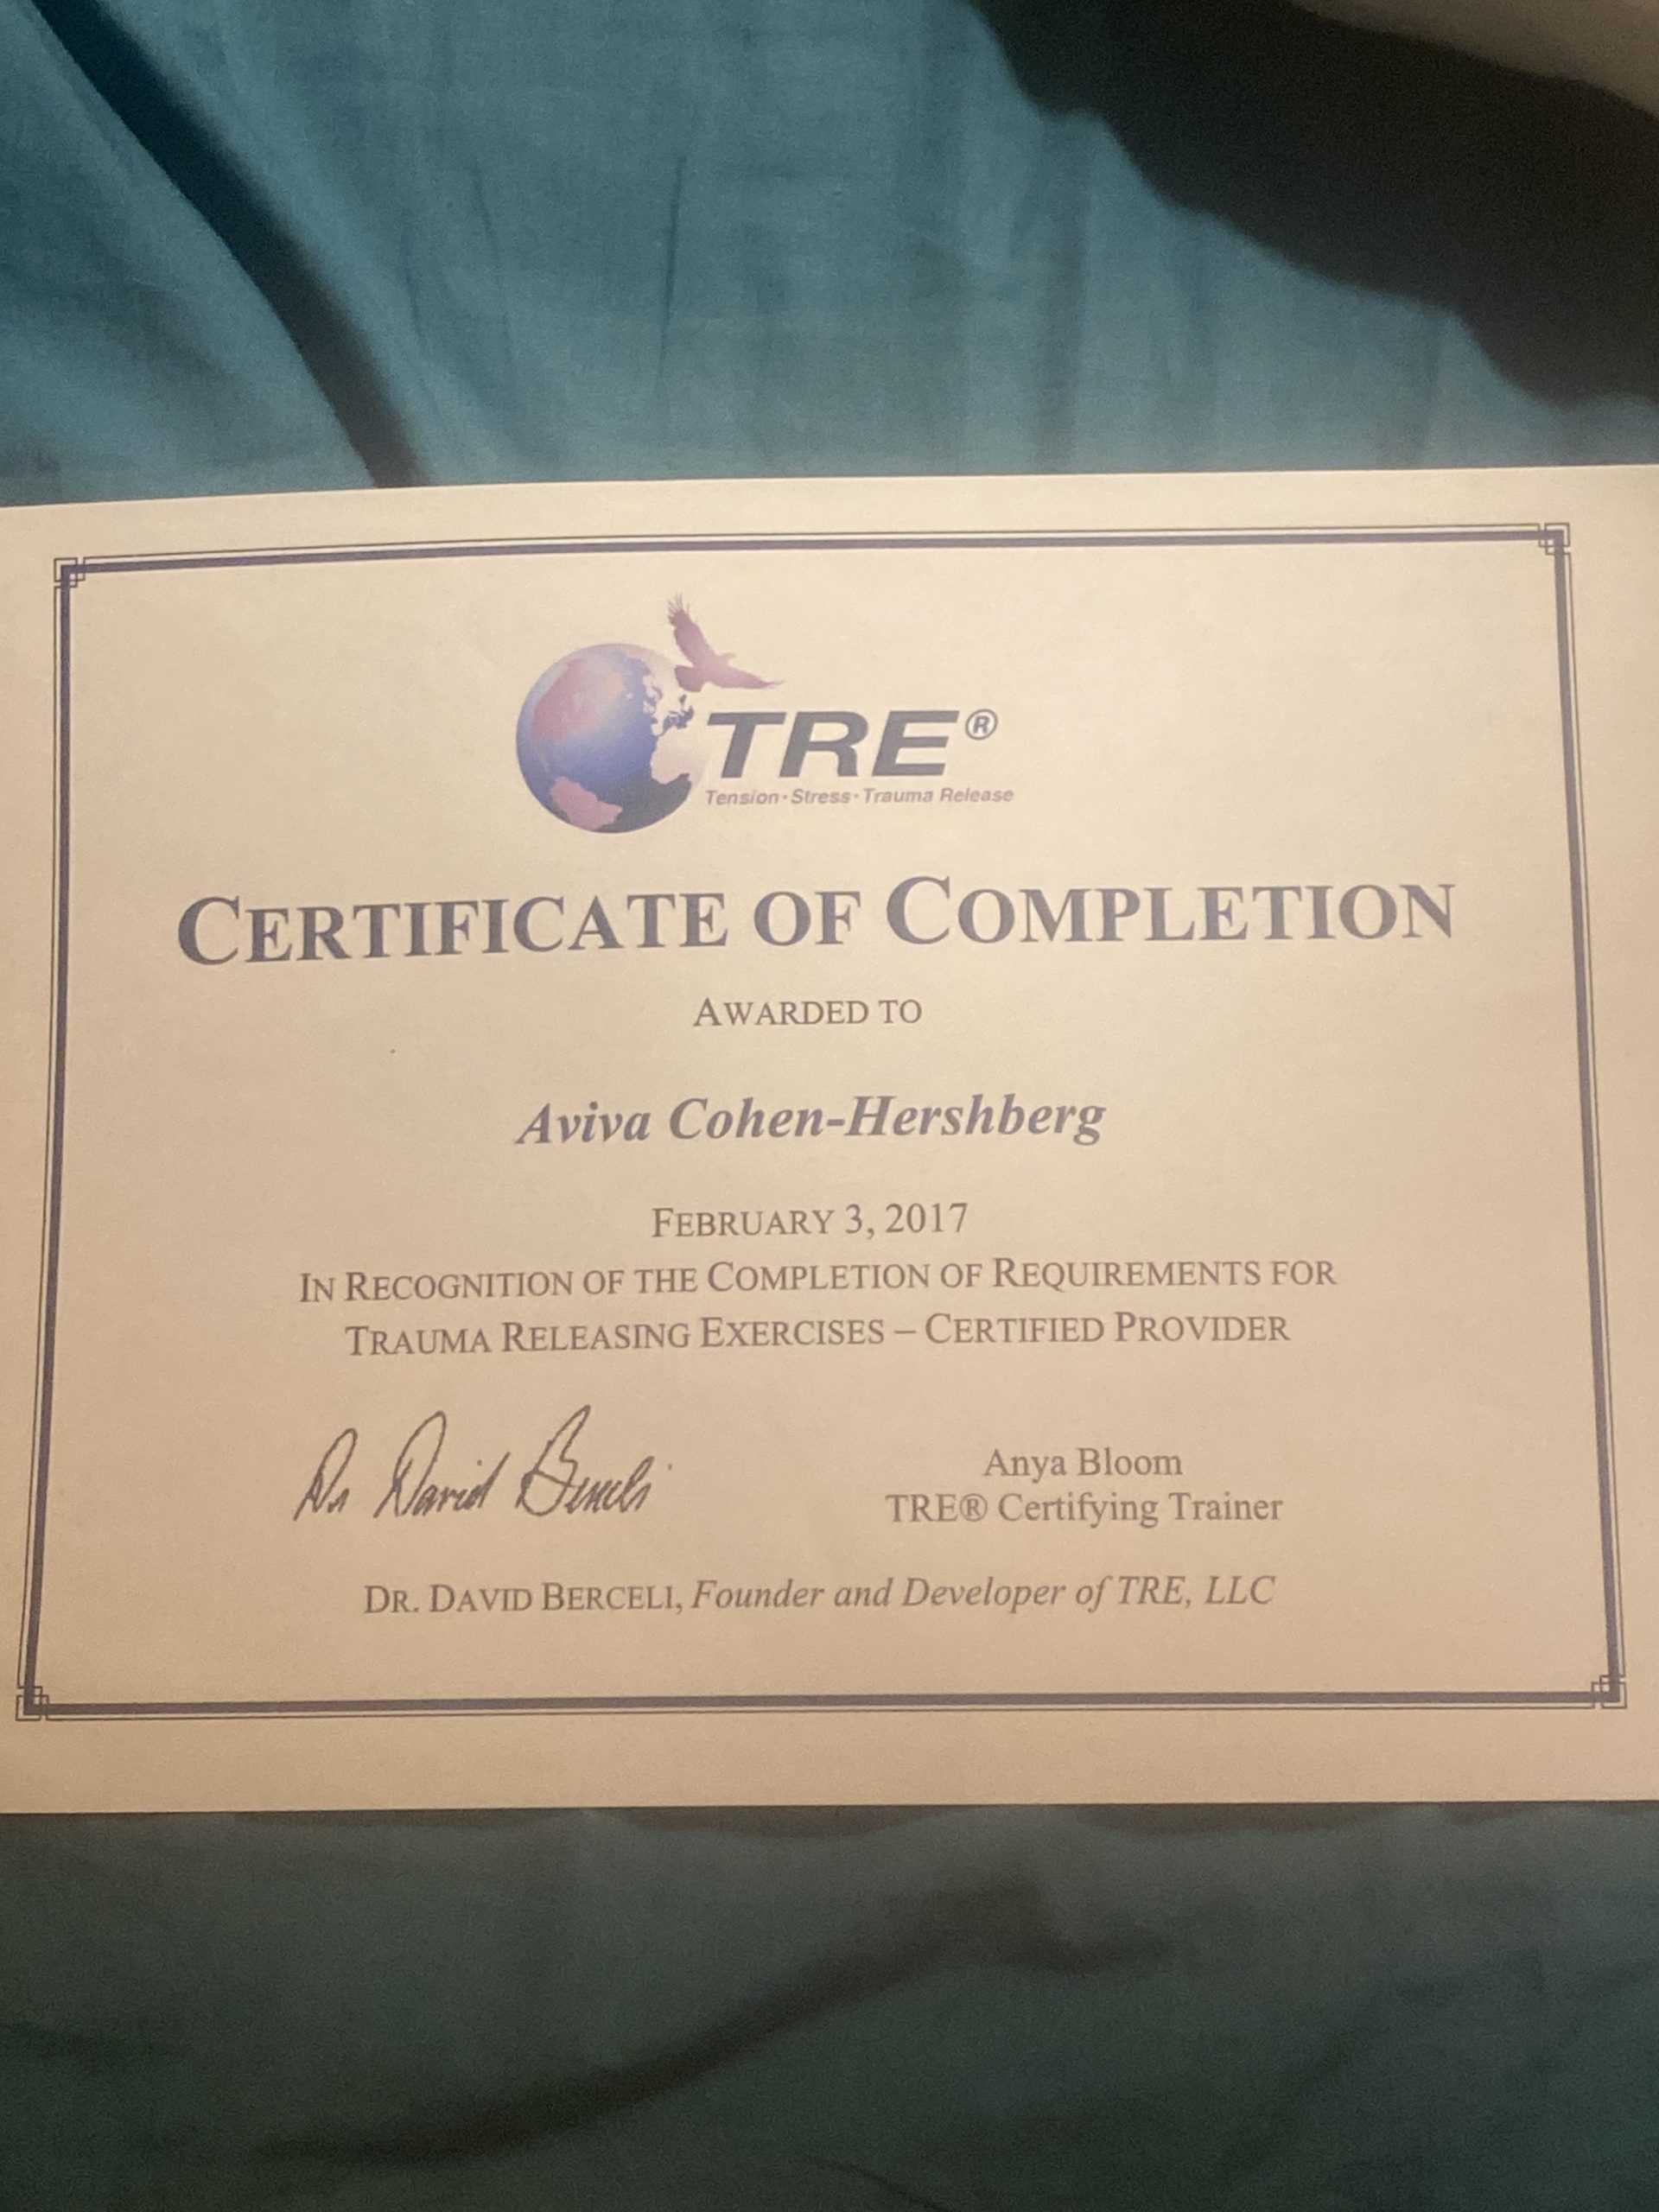 TRE®
Tension·Stress·Trauma Release
CERTIFICATE OF COMPLETION
AWARDED TO
Aviva Cohen-Hershberg
FEBRUARY 3, 2017
IN RECOGNITION OF THE COMPLETION OF REQUIREMENTS FOR
TRAUMA RELEASING EXERCISES – CERTIFIED PROVIDER
Dr David Berceli
Anya Bloom
TRE® Certifying Trainer
DR. DAVID BERCELI, Founder and Developer of TRE, LLC